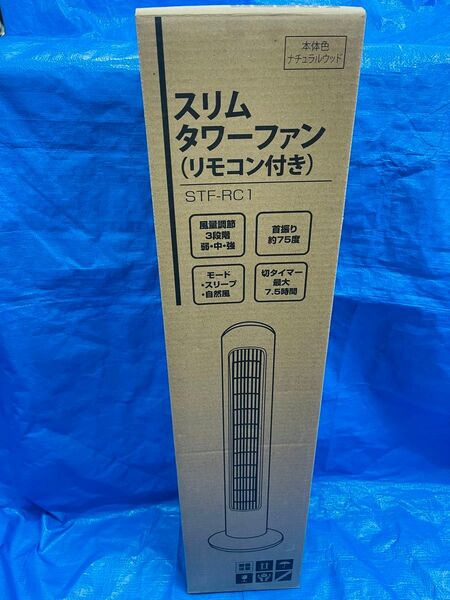 本体色
ナチュラルウッド
スリム
タワーファン
(リモコン付き)
STF-RC1
風量調節
3段階
弱・中・強
首振り
約75度
モード
・スリープ
・自然風
切タイマー
最大
7.5時間